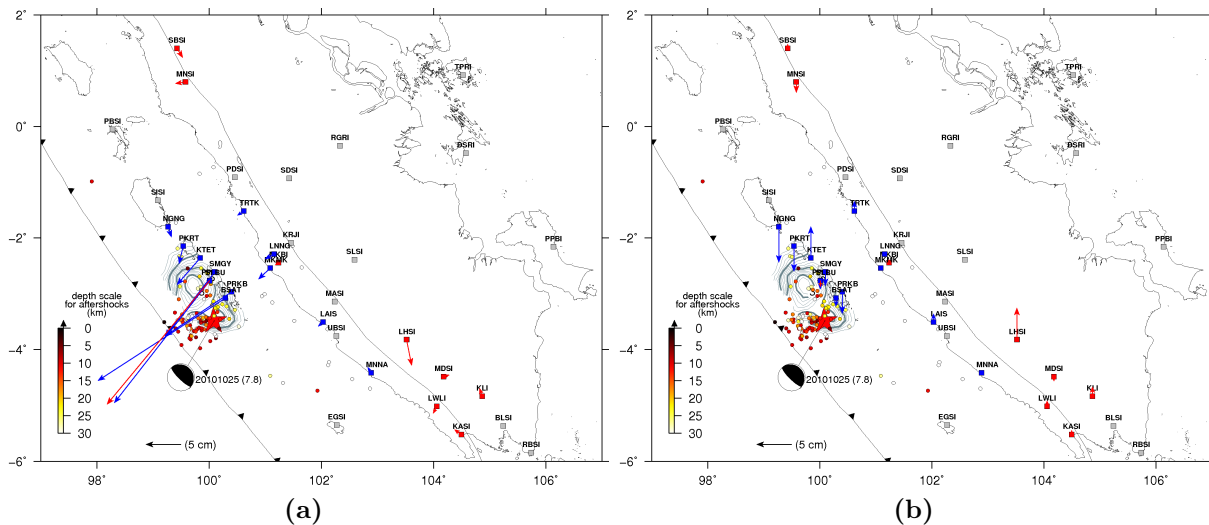 2˚
0˚
−2˚
−4˚
−6˚
98˚
100˚
102˚
104˚
106˚
SBSI
MNSI
TPRI
PBSI
RGRI
BSRI
PDSI
SDSI
SISI
TRTK
NGNG
PKRT
KTET
KRJI
LNNG
SLSI
PPBI
SMGY
MKMK
PRKB
BSAT
MASI
LAIS
UBSI
LHSI
MNNA
MDSI
KLI
LWLI
EGSI
KASI
BLSI
RBSI
depth scale
for aftershocks
(km)
0
5
10
15
20
25
30
20101025 (7.8)
(5 cm)
(a)
2˚
0˚
−2˚
−4˚
−6˚
98˚
100˚
102˚
104˚
106˚
SBSI
MNSI
TPRI
PBSI
RGRI
BSRI
PDSI
SDSI
SISI
TRTK
NGNG
PKRT
KTET
KRJI
LNNG
SLSI
PPBI
SMGY
MKMK
PRKB
BSAT
MASI
LAIS
UBSI
LHSI
MNNA
MDSI
KLI
LWLI
EGSI
KASI
BLSI
RBSI
depth scale
for aftershocks
(km)
0
5
10
15
20
25
30
20101025 (7.8)
(5 cm)
(b)